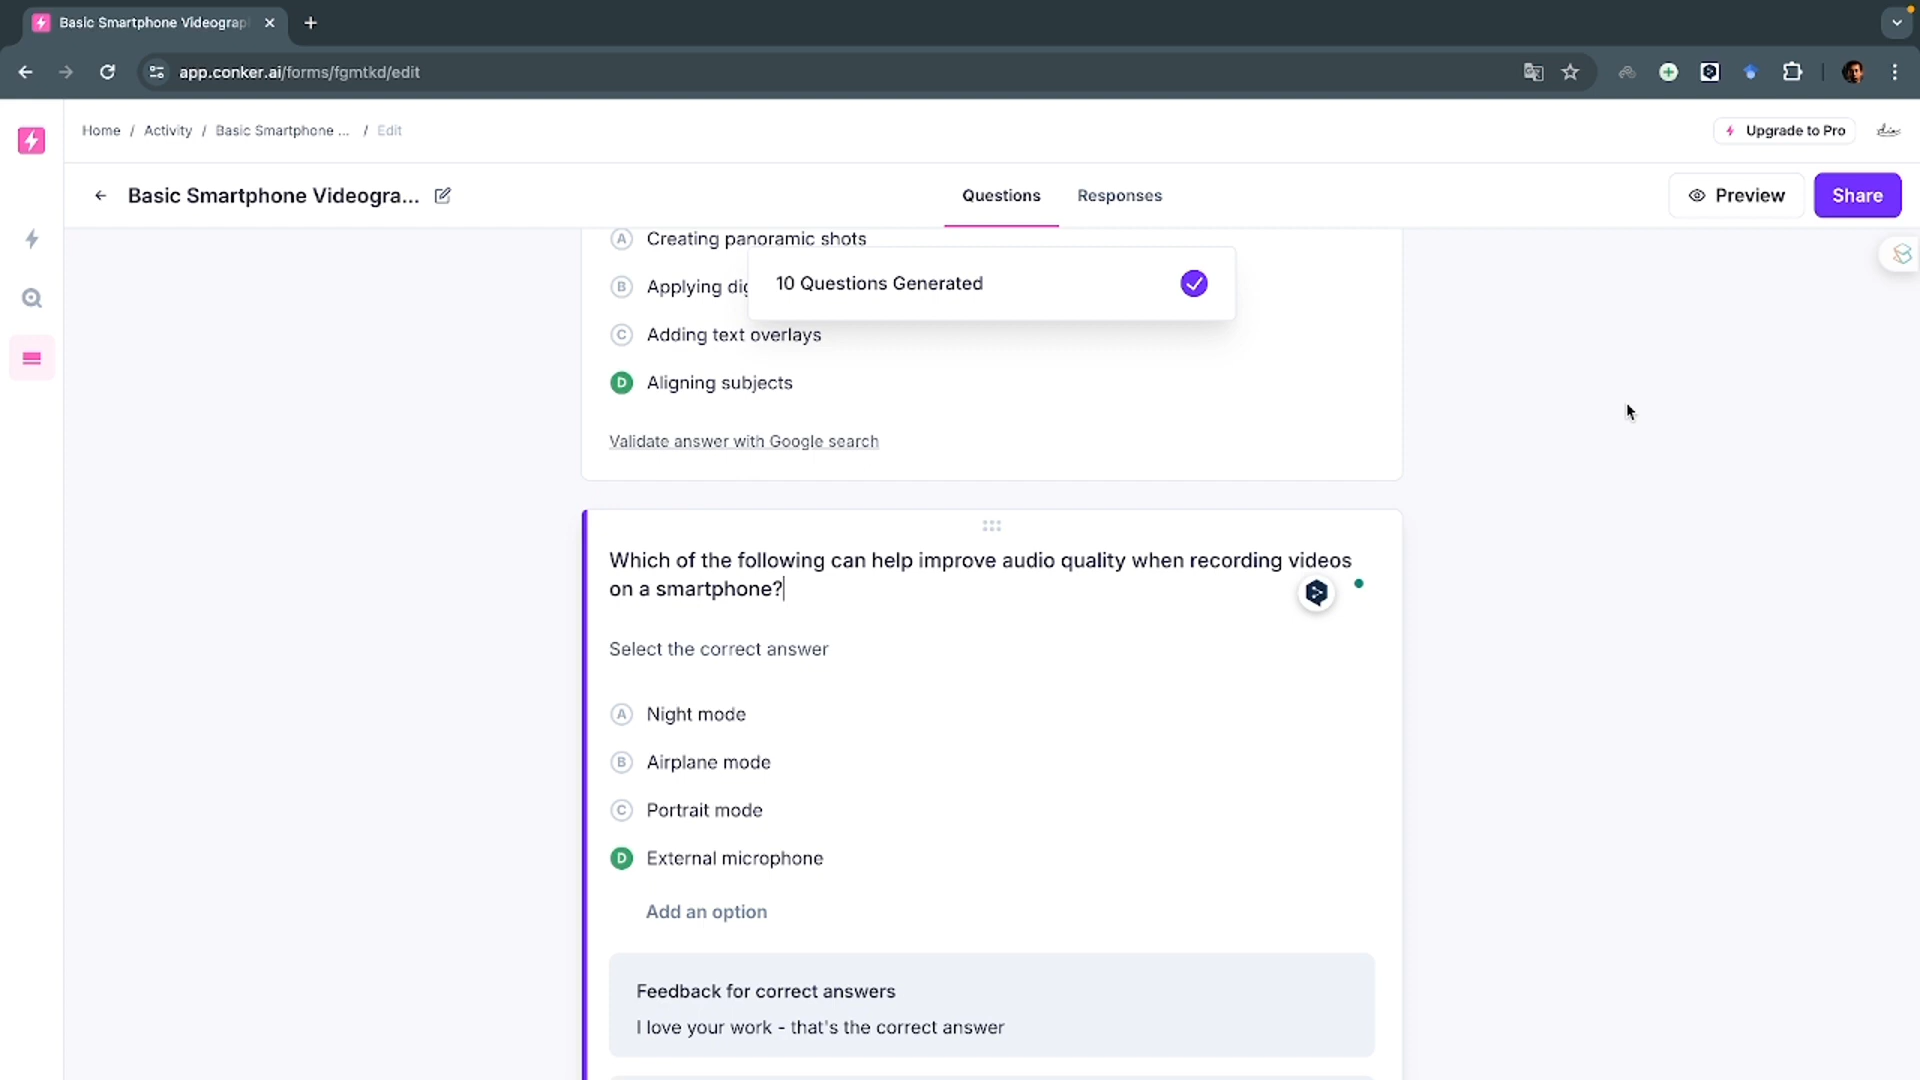 Basic Smartphone Videograp
app.conker.ai/forms/fgmtkd/edit
Home / Activity / Basic Smartphone ... / Edit
Upgrade to Pro
Basic Smartphone Videogra...
Questions
Responses
Preview
Share
A Creating panoramic shots
10 Questions Generated
B Applying dig
C Adding text overlays
D Aligning subjects
Validate answer with Google search
Which of the following can help improve audio quality when recording videos
on a smartphone?
Select the correct answer
A Night mode
B Airplane mode
C Portrait mode
D External microphone
Add an option
Feedback for correct answers
I love your work - that's the correct answer